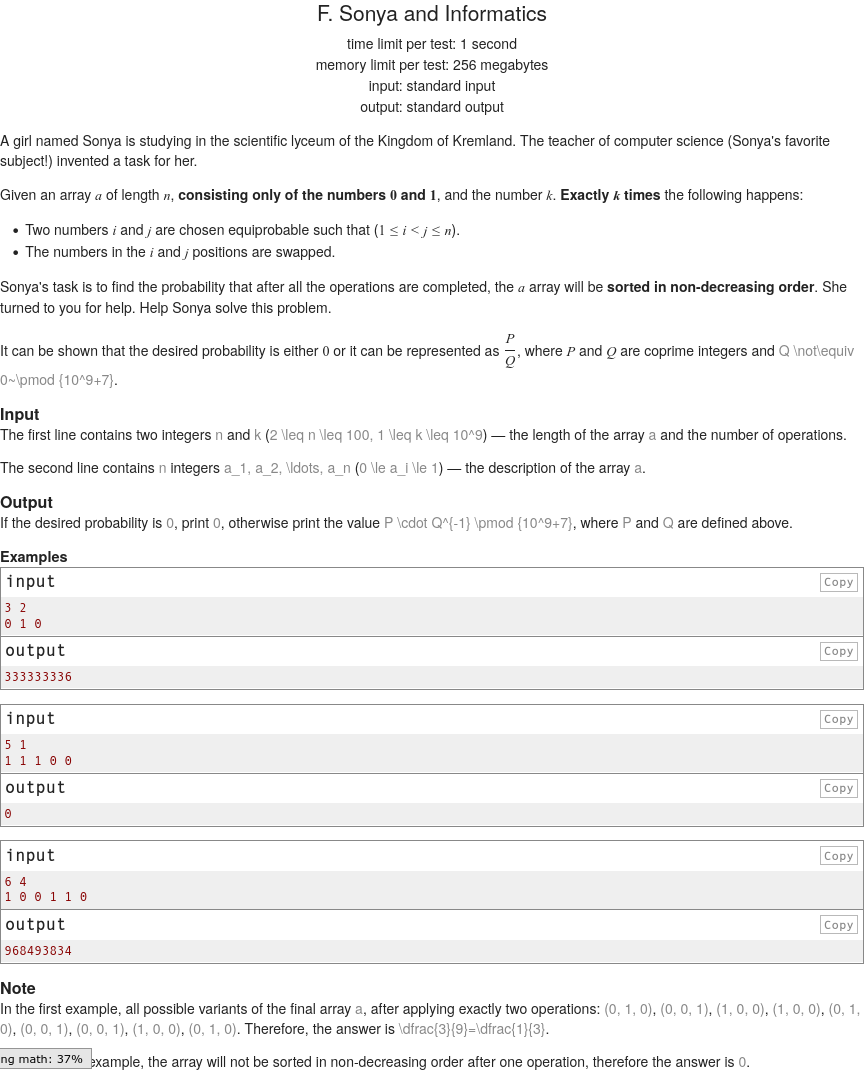 F. Sonya and Informatics
time limit per test: 1 second
memory limit per test: 256 megabytes
input: standard input
output: standard output
A girl named Sonya is studying in the scientific lyceum of the Kingdom of Kremland. The teacher of computer science (Sonya's favorite
subject!) invented a task for her.
Given an array a of length n, consisting only of the numbers 0 and 1, and the number k. Exactly k times the following happens:
• Two numbers i and j are chosen equiprobable such that (1 ≤ i < j ≤ n).
• The numbers in the i and j positions are swapped.
Sonya's task is to find the probability that after all the operations are completed, the a array will be sorted in non-decreasing order. She
turned to you for help. Help Sonya solve this problem.
It can be shown that the desired probability is either 0 or it can be represented as P/Q, where P and Q are coprime integers and Q \not\equiv
0~\pmod {10^9+7}.
Input
The first line contains two integers n and k (2 \leq n \leq 100, 1 \leq k \leq 10^9) — the length of the array a and the number of operations.
The second line contains n integers a_1, a_2, \ldots, a_n (0 \le a_i \le 1) — the description of the array a.
Output
If the desired probability is 0, print 0, otherwise print the value P \cdot Q^{-1} \pmod {10^9+7}, where P and Q are defined above.
Examples
input Copy
3 2
0 1 0
output Copy
333333336
input Copy
5 1
1 1 1 0 0
output Copy
0
input Copy
6 4
1 0 0 1 1 0
output Copy
968493834
Note
In the first example, all possible variants of the final array a, after applying exactly two operations: (0, 1, 0), (0, 0, 1), (1, 0, 0), (1, 0, 0), (0, 1,
0), (0, 0, 1), (0, 0, 1), (1, 0, 0), (0, 1, 0). Therefore, the answer is \dfrac{3}{9}=\dfrac{1}{3}.
ng math: 37% example, the array will not be sorted in non-decreasing order after one operation, therefore the answer is 0.